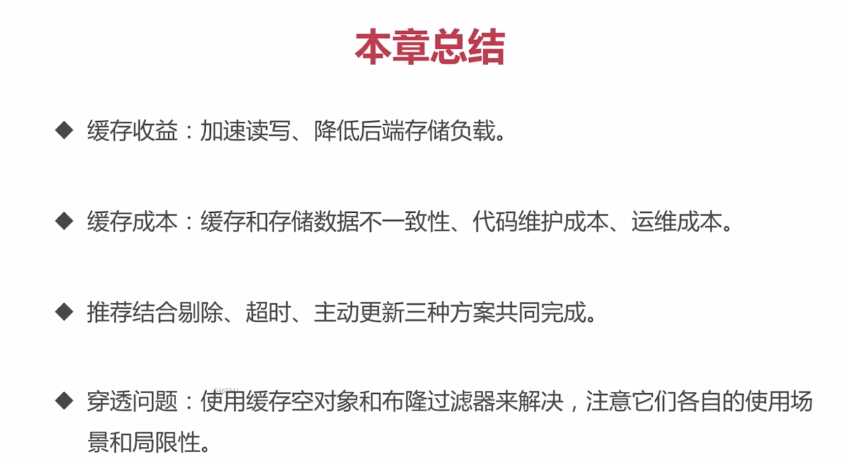 本章总结
◆ 缓存收益：加速读写、降低后端存储负载。
◆ 缓存成本：缓存和存储数据不一致性、代码维护成本、运维成本。
◆ 推荐结合剔除、超时、主动更新三种方案共同完成。
◆ 穿透问题：使用缓存空对象和布隆过滤器来解决，注意它们各自的使用场
景和局限性。